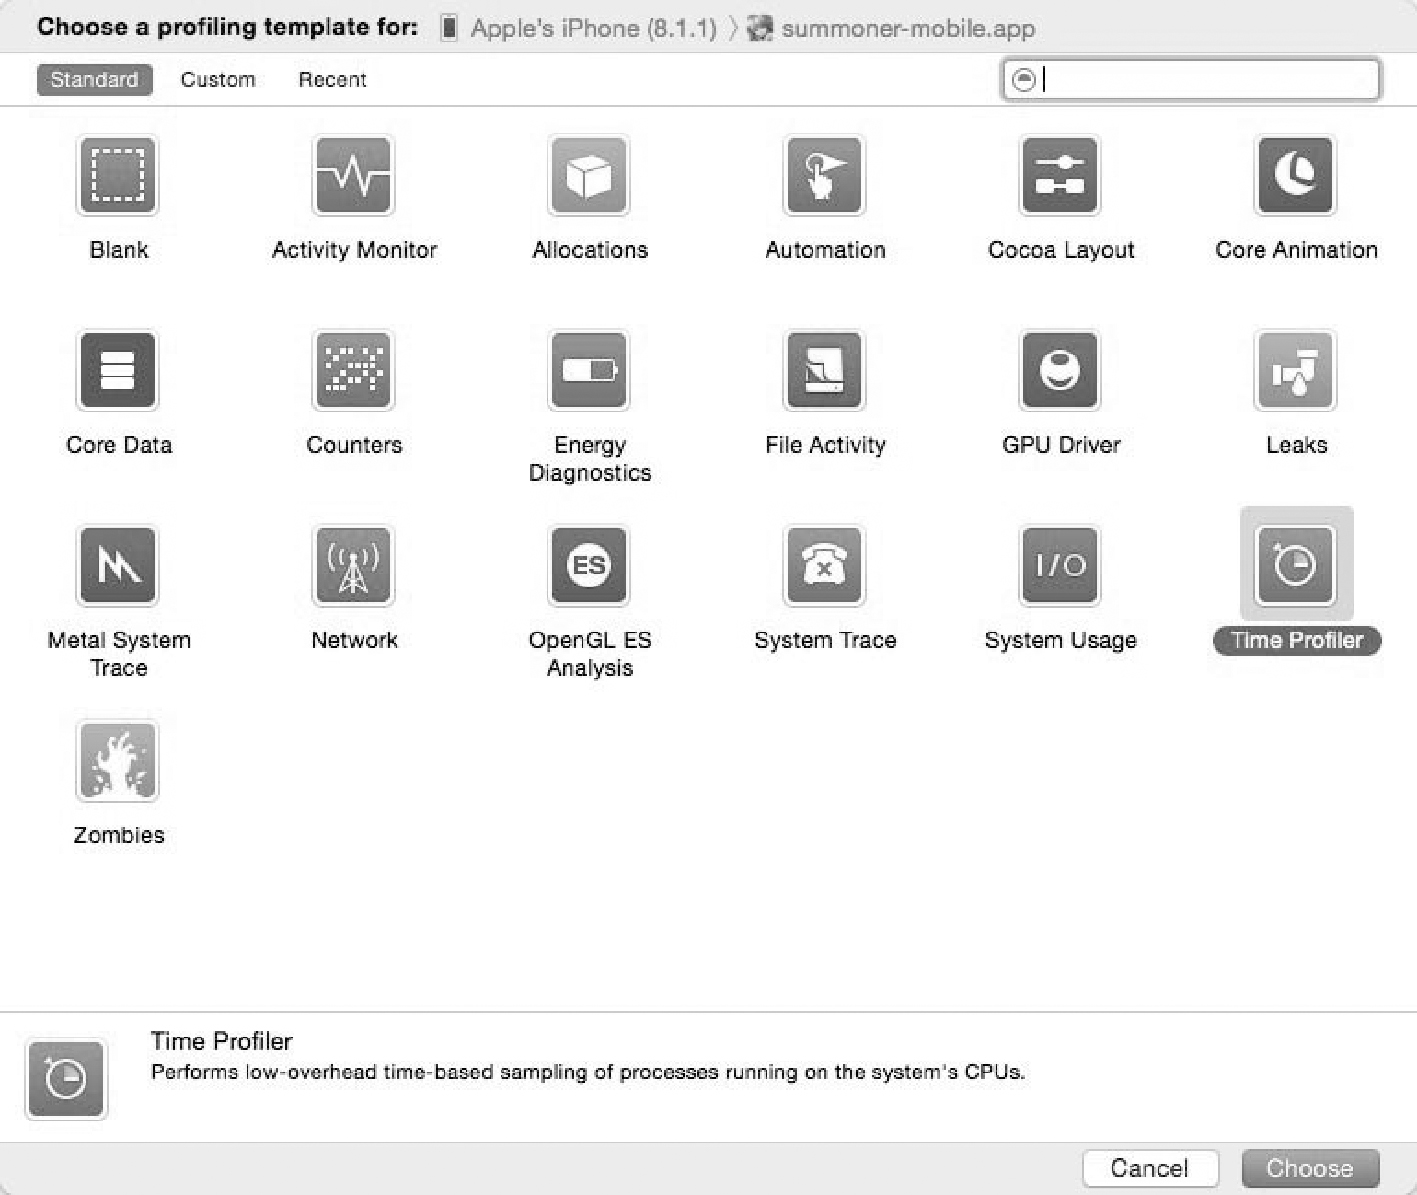 Choose a profiling template for: Apple's iPhone (8.1.1) 〉 summoner-mobile.app
Standard Custom Recent
Blank Activity Monitor Allocations Automation Cocoa Layout Core Animation
Core Data Counters Energy Diagnostics File Activity GPU Driver Leaks
I/O
ES
Metal System Trace Network OpenGL ES Analysis System Trace System Usage Time Profiler
Zombies
Time Profiler
Performs low-overhead time-based sampling of processes running on the system's CPUs.
Cancel Choose